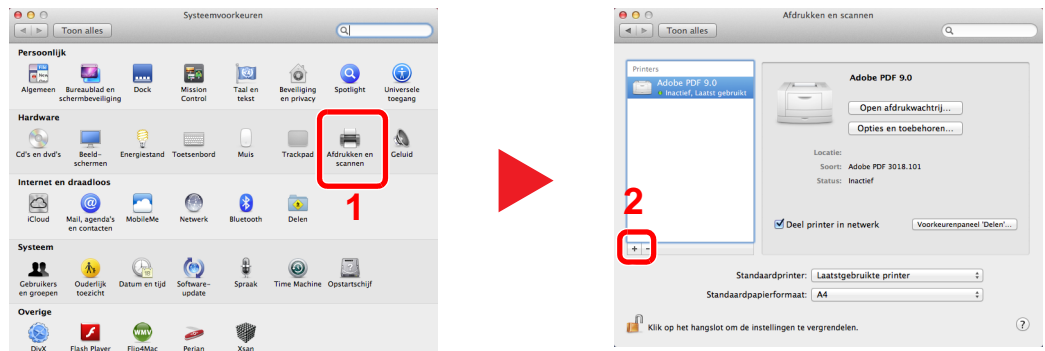 Systeemvoorkeuren
Toon alles
Persoonlijk
Algemeen
Bureaublad en
schermbeveiliging
Dock
Mission
Control
Taal en
tekst
Beveiliging
en privacy
Spotlight
Universele
toegang
Hardware
Cd's en dvd's
Beeld-
schermen
Energiestand
Toetsenbord
Muis
Trackpad
Afdrukken en
scannen
Geluid
1
Internet en draadloos
iCloud
Mail, agenda's
en contacten
MobileMe
Netwerk
Bluetooth
Delen
Systeem
Gebruikers
en groepen
Ouderlijk
toezicht
Datum en tijd
Software-
update
Spraak
Time Machine
Opstartschijf
Overige
DivX
Flash Player
WMV
Flip4Mac
Perian
Xsan
Afdrukken en scannen
Toon alles
Printers
Adobe PDF 9.0
Inactief, Laatst gebruikt
2
+ −
Adobe PDF 9.0
Open afdrukwachtrij...
Opties en toebehoren...
Locatie:
Soort: Adobe PDF 3018.101
Status: Inactief
Deel printer in netwerk
Voorkeurenpaneel 'Delen'...
Standaardprinter: Laatstgebruikte printer
Standaardpapierformaat: A4
Klik op het hangslot om de instellingen te vergrendelen.
?